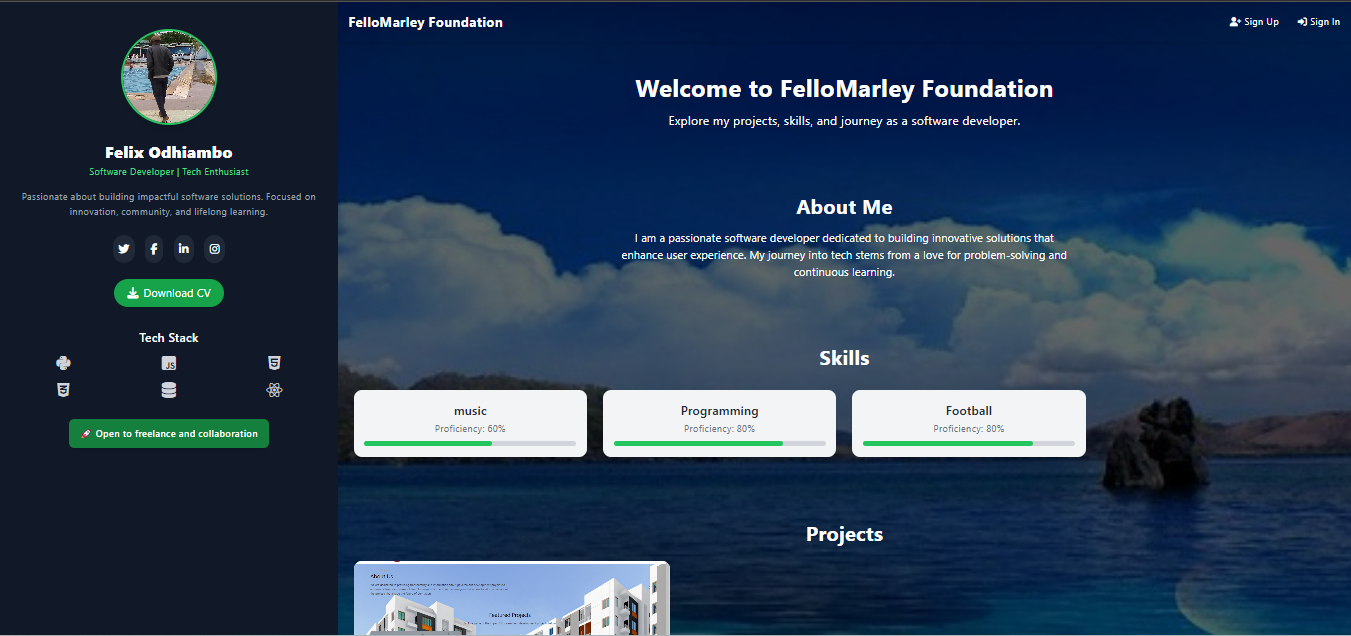 FelloMarley Foundation
Sign Up
Sign In
Felix Odhiambo
Software Developer | Tech Enthusiast
Passionate about building impactful software solutions. Focused on
innovation, community, and lifelong learning.
Download CV
Tech Stack
JS
Open to freelance and collaboration
Welcome to FelloMarley Foundation
Explore my projects, skills, and journey as a software developer.
About Me
I am a passionate software developer dedicated to building innovative solutions that
enhance user experience. My journey into tech stems from a love for problem-solving and
continuous learning.
Skills
music
Proficiency: 60%
Programming
Proficiency: 80%
Football
Proficiency: 80%
Projects
About Us
Featured Projects